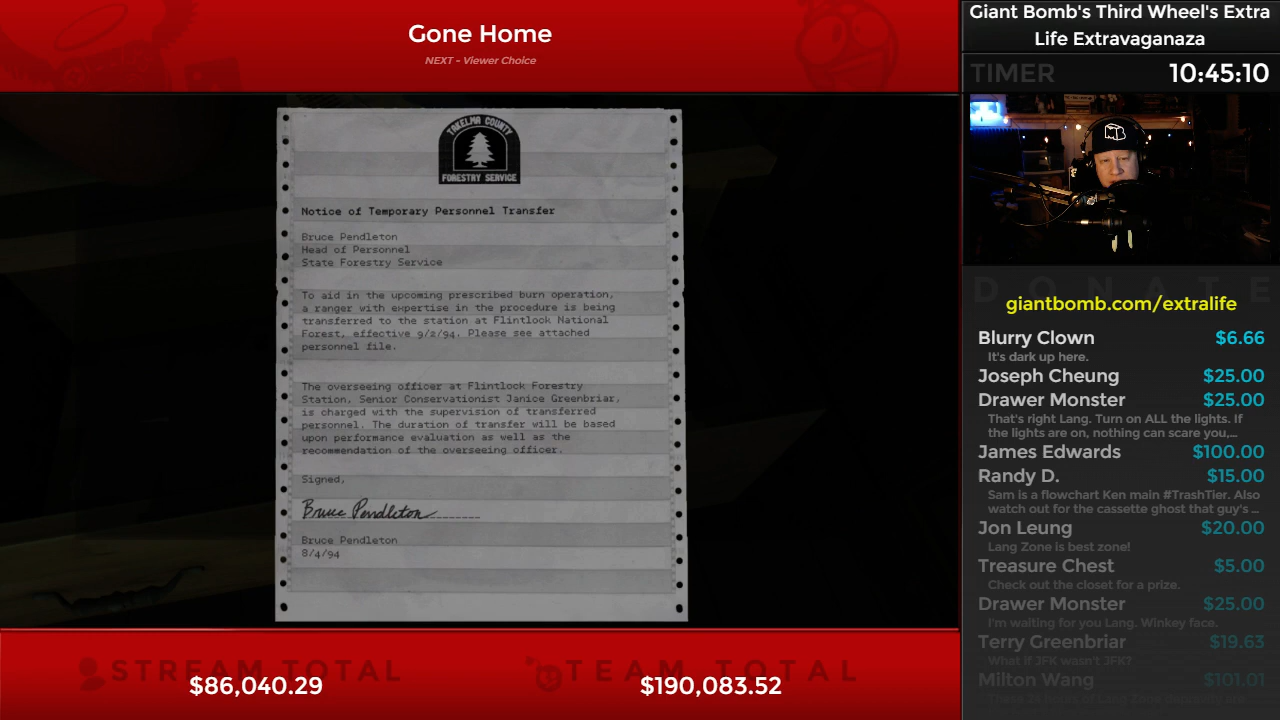 Gone Home
NEXT - Viewer Choice
Giant Bomb's Third Wheel's Extra
Life Extravaganaza
TIMER
10:45:10
TAKELMA COUNTY
FORESTRY SERVICE
Notice of Temporary Personnel Transfer
Bruce Pendleton
Head of Personnel
State Forestry Service
To aid in the upcoming prescribed burn operation,
a ranger with expertise in the procedure is being
transferred to the station at Flintlock National
Forest, effective 9/2/94. Please see attached
personnel file.
The overseeing officer at Flintlock Forestry
Station, Senior Conservationist Janice Greenbriar,
is charged with the supervision of transferred
personnel. The duration of transfer will be based
upon performance evaluation as well as the
recommendation of the overseeing officer.
Signed,
Bruce Pendleton
Bruce Pendleton
8/4/94
DONATE
giantbomb.com/extralife
Blurry Clown $6.66
It's dark up here.
Joseph Cheung $25.00
Drawer Monster $25.00
That's right Lang. Turn on ALL the lights. If
the lights are on, nothing can scare you,...
James Edwards $100.00
Randy D. $15.00
Sam is a flowchart Ken main #TrashTier. Also
watch out for the cassette ghost that guy's ...
Jon Leung $20.00
Lang Zone is best zone!
Treasure Chest $5.00
Check out the closet for a prize.
Drawer Monster $25.00
I'm waiting for you Lang. Winkey face.
Terry Greenbriar $19.63
What if JFK wasn't JFK?
Milton Wang $101.01
STREAM TOTAL
$86,040.29
TEAM TOTAL
$190,083.52